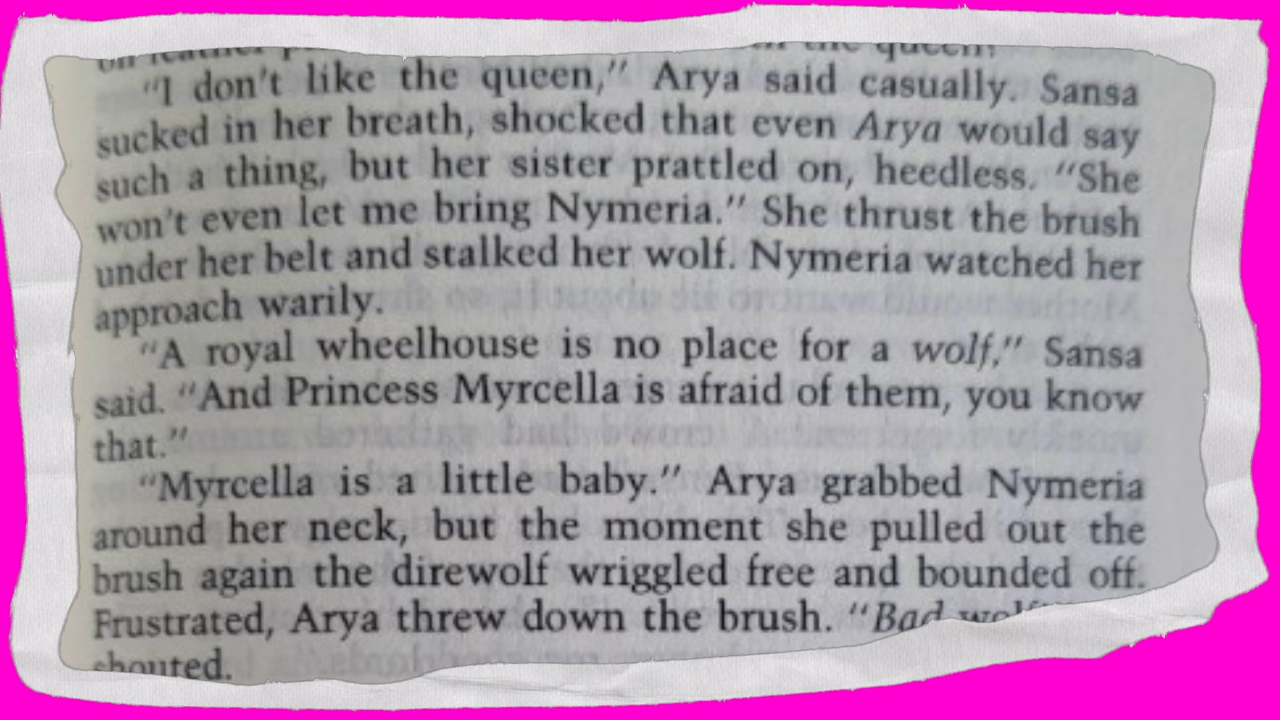 "I don't like the queen," Arya said casually. Sansa
sucked in her breath, shocked that even Arya would say
such a thing, but her sister prattled on, heedless. "She
won't even let me bring Nymeria." She thrust the brush
under her belt and stalked her wolf. Nymeria watched her
approach warily.
"A royal wheelhouse is no place for a wolf," Sansa
said. "And Princess Myrcella is afraid of them, you know
that."
"Myrcella is a little baby." Arya grabbed Nymeria
around her neck, but the moment she pulled out the
brush again the direwolf wriggled free and bounded off.
Frustrated, Arya threw down the brush. "Bad
shouted.